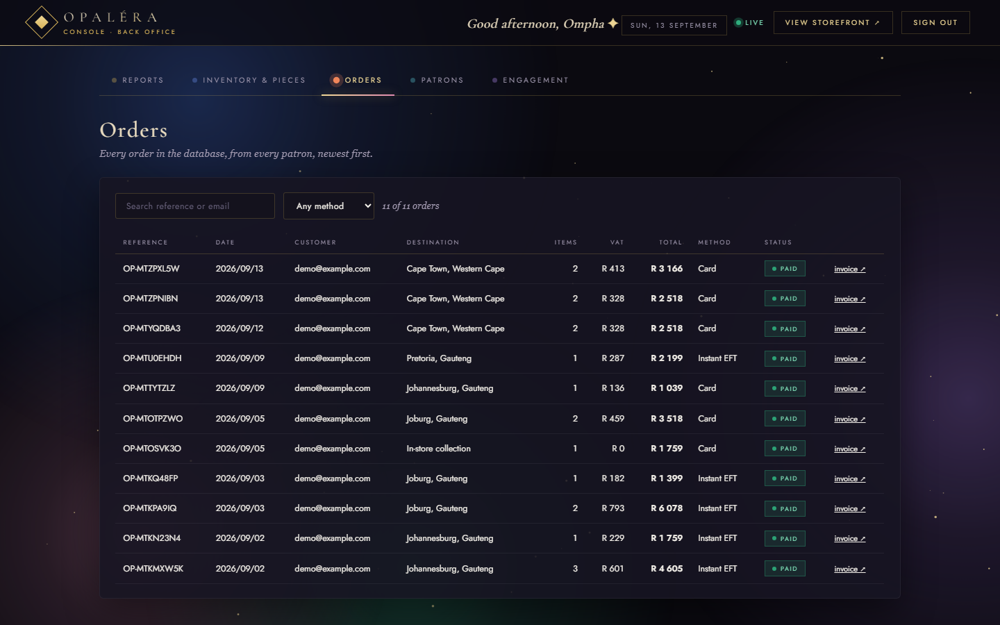 OPALÉRA
CONSOLE · BACK OFFICE
Good afternoon, Ompha ✦
SUN, 13 SEPTEMBER
LIVE
VIEW STOREFRONT ↗
SIGN OUT
REPORTS
INVENTORY & PIECES
ORDERS
PATRONS
ENGAGEMENT
Orders
Every order in the database, from every patron, newest first.
Search reference or email
Any method
11 of 11 orders
REFERENCE DATE CUSTOMER DESTINATION ITEMS VAT TOTAL METHOD STATUS
OP-MTZPXL5W 2026/09/13 demo@example.com Cape Town, Western Cape 2 R 413 R 3 166 Card PAID invoice ↗
OP-MTZPNIBN 2026/09/13 demo@example.com Cape Town, Western Cape 2 R 328 R 2 518 Card PAID invoice ↗
OP-MTYQDBA3 2026/09/12 demo@example.com Cape Town, Western Cape 2 R 328 R 2 518 Card PAID invoice ↗
OP-MTU0EHDH 2026/09/09 demo@example.com Pretoria, Gauteng 1 R 287 R 2 199 Instant EFT PAID invoice ↗
OP-MTTYTZLZ 2026/09/09 demo@example.com Johannesburg, Gauteng 1 R 136 R 1 039 Card PAID invoice ↗
OP-MTOTPZWO 2026/09/05 demo@example.com Joburg, Gauteng 2 R 459 R 3 518 Card PAID invoice ↗
OP-MTOSVK3O 2026/09/05 demo@example.com In-store collection 1 R 0 R 1 759 Card PAID invoice ↗
OP-MTKQ48FP 2026/09/03 demo@example.com Joburg, Gauteng 1 R 182 R 1 399 Instant EFT PAID invoice ↗
OP-MTKPA9IQ 2026/09/03 demo@example.com Joburg, Gauteng 2 R 793 R 6 078 Instant EFT PAID invoice ↗
OP-MTKN23N4 2026/09/02 demo@example.com Johannesburg, Gauteng 1 R 229 R 1 759 Instant EFT PAID invoice ↗
OP-MTKMXW5K 2026/09/02 demo@example.com Johannesburg, Gauteng 3 R 601 R 4 605 Instant EFT PAID invoice ↗